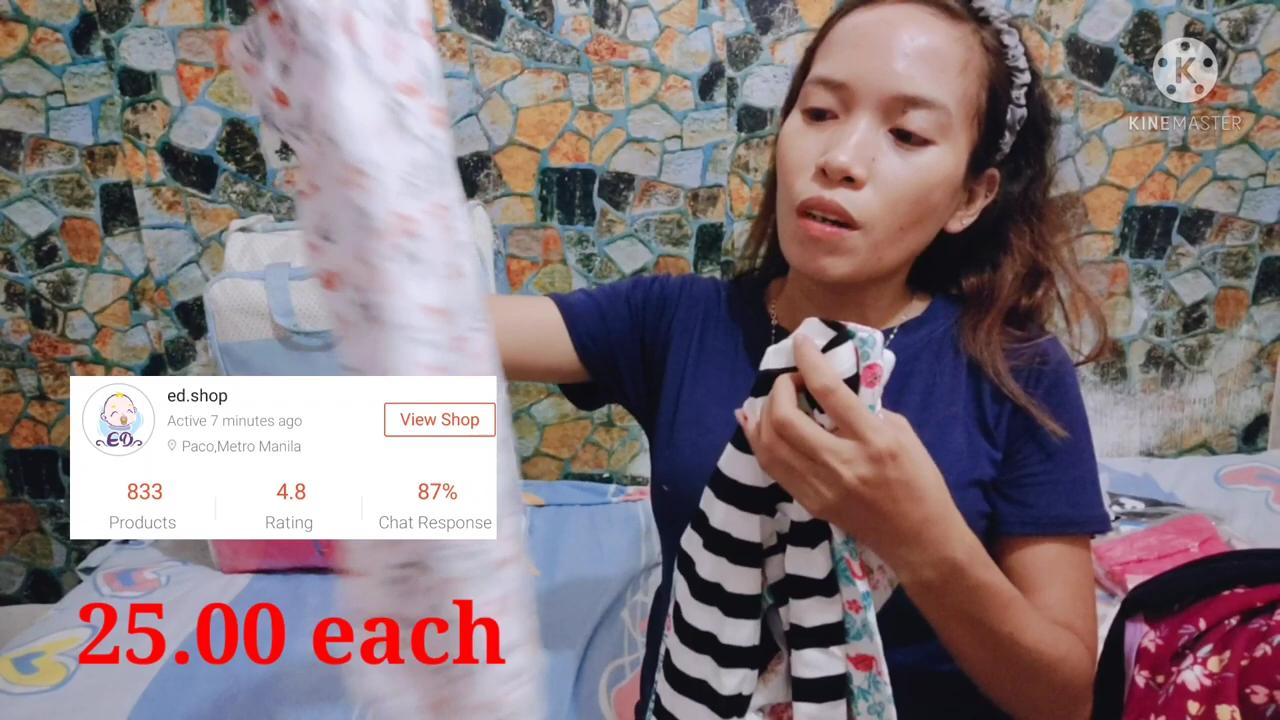 K
KINEMASTER
ed.shop
Active 7 minutes ago
Paco,Metro Manila
View Shop
ED
833
Products
4.8
Rating
87%
Chat Response
25.00 each